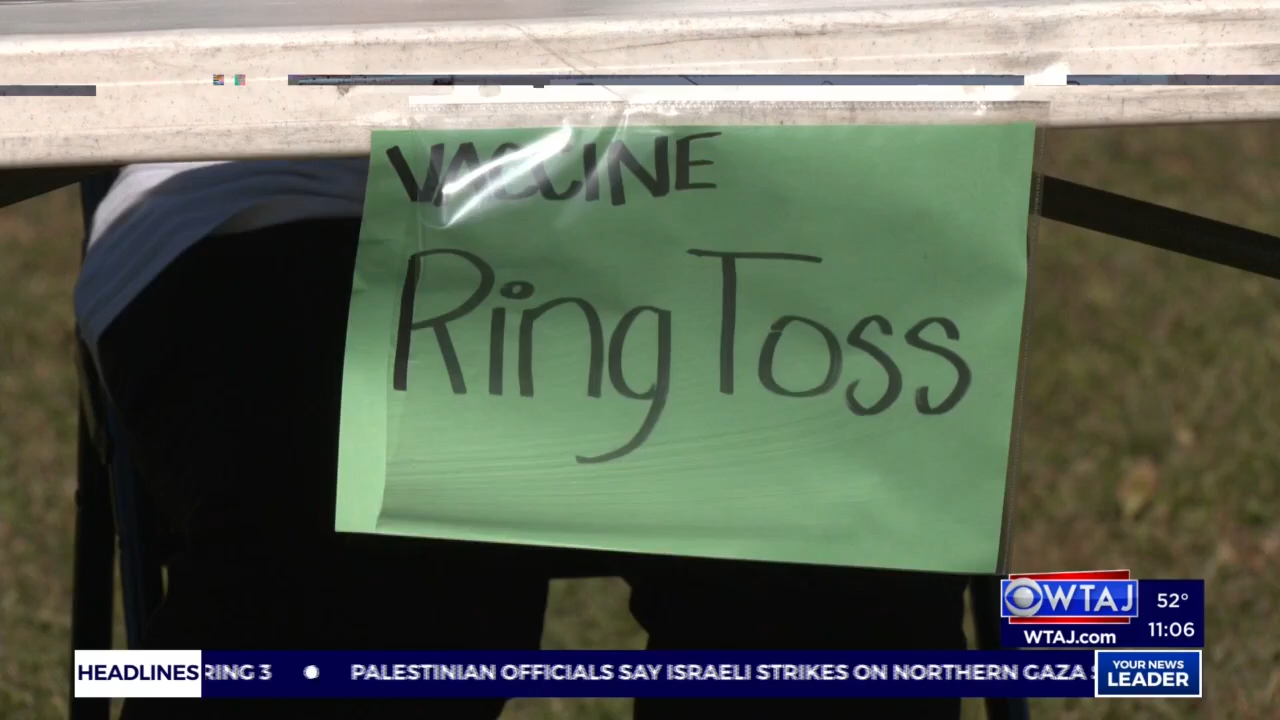 VACCINE
Ring Toss
WTAJ
52°
WTAJ.com
11:06
HEADLINES
RING 3 • PALESTINIAN OFFICIALS SAY ISRAELI STRIKES ON NORTHERN GAZA
YOUR NEWS
LEADER